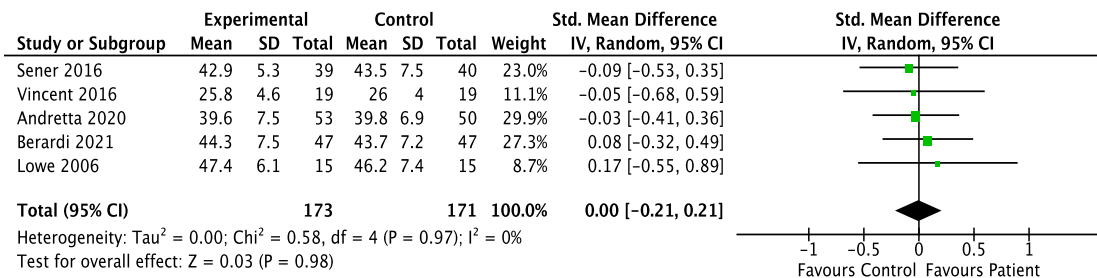 Experimental Control Std. Mean Difference Std. Mean Difference
Study or Subgroup Mean SD Total Mean SD Total Weight IV, Random, 95% CI IV, Random, 95% CI
Sener 2016 42.9 5.3 39 43.5 7.5 40 23.0% −0.09 [−0.53, 0.35]
Vincent 2016 25.8 4.6 19 26 4 19 11.1% −0.05 [−0.68, 0.59]
Andretta 2020 39.6 7.5 53 39.8 6.9 50 29.9% −0.03 [−0.41, 0.36]
Berardi 2021 44.3 7.5 47 43.7 7.2 47 27.3% 0.08 [−0.32, 0.49]
Lowe 2006 47.4 6.1 15 46.2 7.4 15 8.7% 0.17 [−0.55, 0.89]
Total (95% CI) 173 171 100.0% 0.00 [−0.21, 0.21]
Heterogeneity: Tau² = 0.00; Chi² = 0.58, df = 4 (P = 0.97); I² = 0%
Test for overall effect: Z = 0.03 (P = 0.98)
−1 −0.5 0 0.5 1
Favours Control Favours Patient